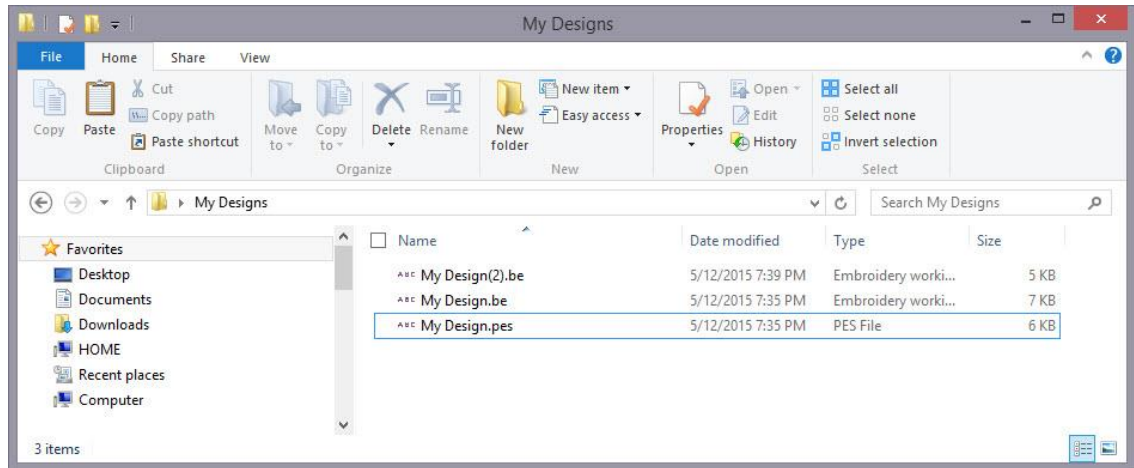 My Designs
File Home Share View
Copy
Paste
Cut
Copy path
Paste shortcut
Clipboard
Move to
Copy to
Delete
Rename
Organize
New folder
New item
Easy access
New
Properties
Open
Edit
History
Open
Select all
Select none
Invert selection
Select
My Designs
Search My Designs
Favorites
Desktop
Documents
Downloads
HOME
Recent places
Computer
Name Date modified Type Size
ABC My Design(2).be 5/12/2015 7:39 PM Embroidery worki... 5 KB
ABC My Design.be 5/12/2015 7:35 PM Embroidery worki... 7 KB
ABC My Design.pes 5/12/2015 7:35 PM PES File 6 KB
3 items